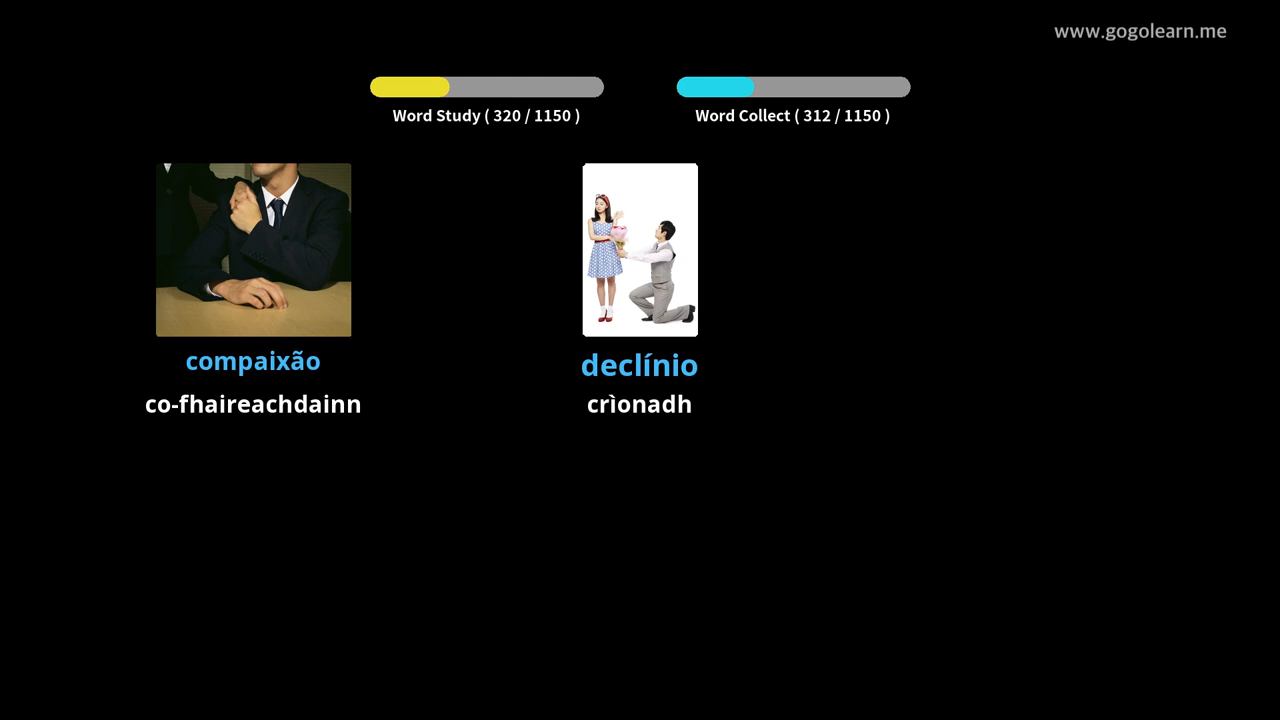 www.gogolearn.me
Word Study ( 320 / 1150 )
Word Collect ( 312 / 1150 )
compaixão
co-fhaireachdainn
declínio
crìonadh